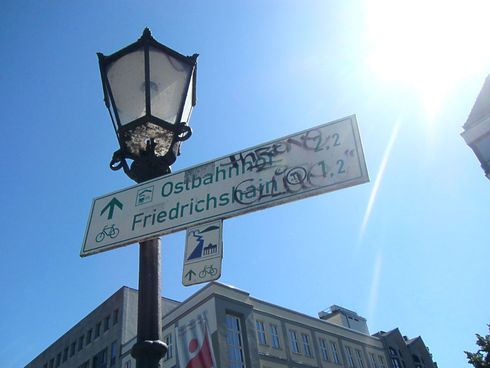 Ostbahnhof 2,2
Friedrichshain 1,2